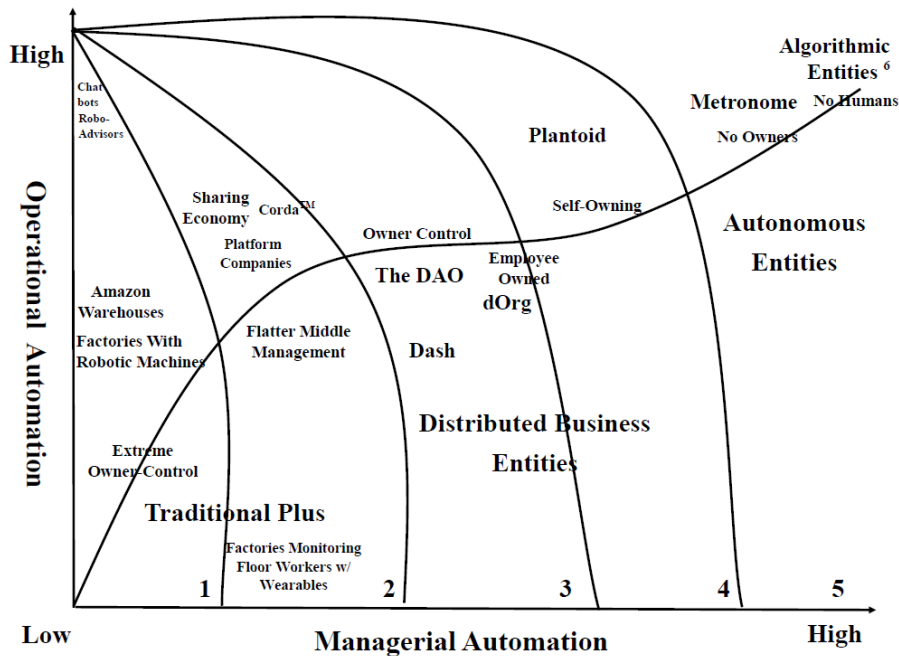 High
Algorithmic
Entities 6
Metronome
No Humans
No Owners
Chat
bots
Robo-
Advisors
Plantoid
Operational Automation
Sharing
Economy
Corda™
Self-Owning
Platform
Companies
Owner Control
Autonomous
Entities
The DAO
Employee
Owned
dOrg
Amazon
Warehouses
Factories With
Robotic Machines
Flatter Middle
Management
Dash
Distributed Business
Entities
Extreme
Owner-Control
Traditional Plus
Factories Monitoring
Floor Workers w/
Wearables
1
2
3
4
5
Low
Managerial Automation
High